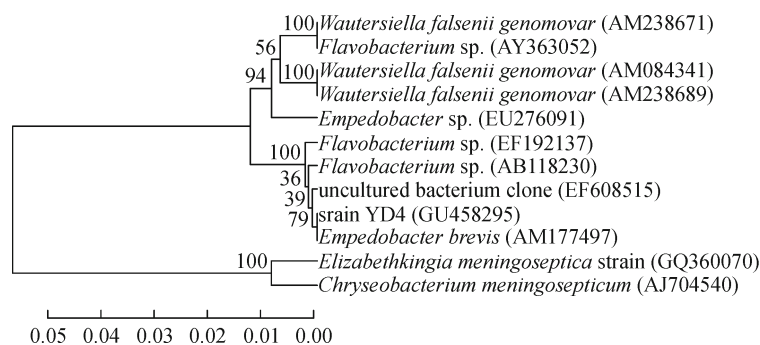 100 Wautersiella falsenii genomovar (AM238671)
56 Flavobacterium sp. (AY363052)
100 Wautersiella falsenii genomovar (AM084341)
94 Wautersiella falsenii genomovar (AM238689)
Empedobacter sp. (EU276091)
Flavobacterium sp. (EF192137)
100 Flavobacterium sp. (AB118230)
36 uncultured bacterium clone (EF608515)
39 srain YD4 (GU458295)
79 Empedobacter brevis (AM177497)
100 Elizabethkingia meningoseptica strain (GQ360070)
Chryseobacterium meningosepticum (AJ704540)
0.05 0.04 0.03 0.02 0.01 0.00